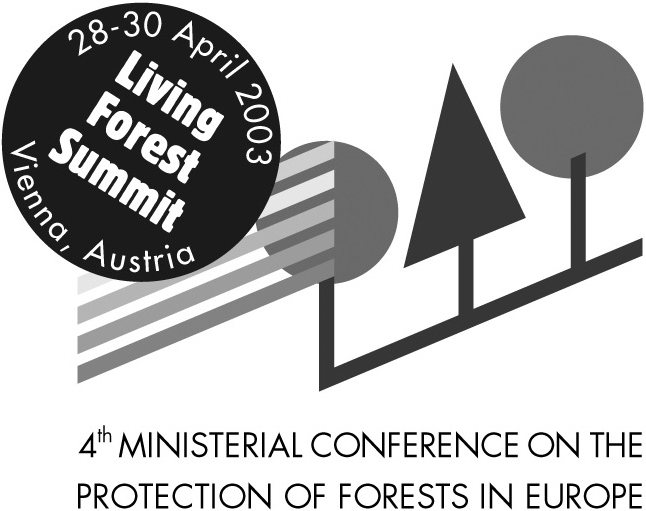 28-30 April 2003
Living
Forest
Summit
Vienna, Austria
4th MINISTERIAL CONFERENCE ON THE
PROTECTION OF FORESTS IN EUROPE